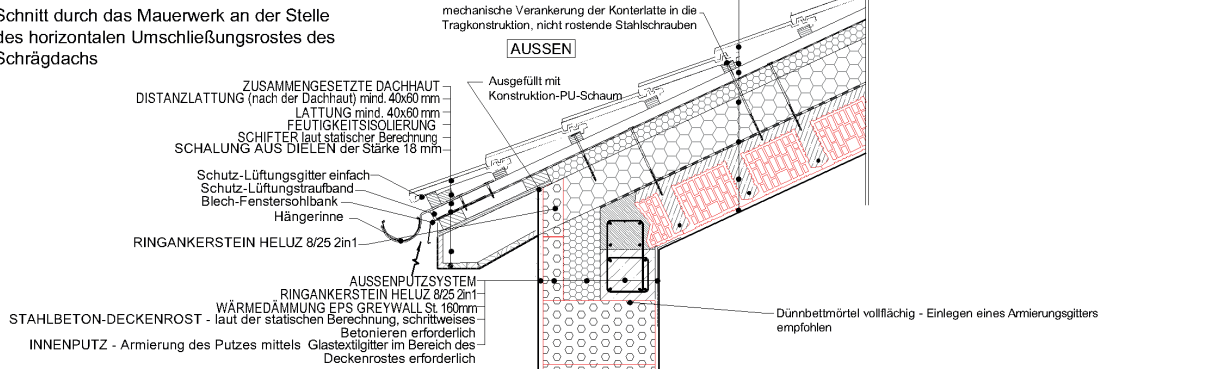 Schnitt durch das Mauerwerk an der Stelle
des horizontalen Umschließungsrostes des
Schrägdachs
mechanische Verankerung der Konterlatte in die
Tragkonstruktion, nicht rostende Stahlschrauben
AUSSEN
Ausgefüllt mit
Konstruktion-PU-Schaum
ZUSAMMENGESETZTE DACHHAUT
DISTANZLATTUNG (nach der Dachhaut) mind. 40x60 mm
LATTUNG mind. 40x60 mm
FEUTIGKEITSISOLIERUNG
SCHIFTER laut statischer Berechnung
SCHALUNG AUS DIELEN der Stärke 18 mm
Schutz-Lüftungsgitter einfach
Schutz-Lüftungstraufband
Blech-Fenstersohlbank
Hängerinne
RINGANKERSTEIN HELUZ 8/25 2in1
AUSSENPUTZSYSTEM
RINGANKERSTEIN HELUZ 8/25 2in1
WÄRMEDÄMMUNG EPS GREYWALL St. 160mm
STAHLBETON-DECKENROST - laut der statischen Berechnung, schrittweises
Betonieren erforderlich
INNENPUTZ - Armierung des Putzes mittels Glastextilgitter im Bereich des
Deckenrostes erforderlich
Dünnbettmörtel vollflächig - Einlegen eines Armierungsgitters
empfohlen